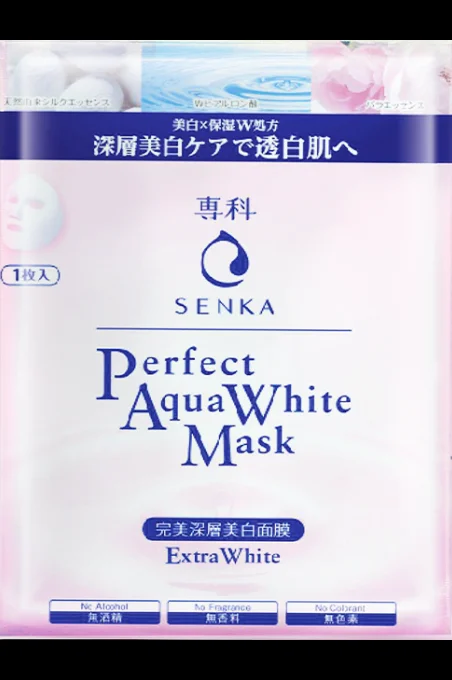 天然由来シルクエッセンス
Wヒアルロン酸
バラエッセンス
美白×保湿W処方
深層美白ケアで透白肌へ
専科
1枚入
SENKA
Perfect
AquaWhite
Mask
完美深層美白面膜
ExtraWhite
No Alcohol
無酒精
No Fragrance
無香料
No Colorant
無色素